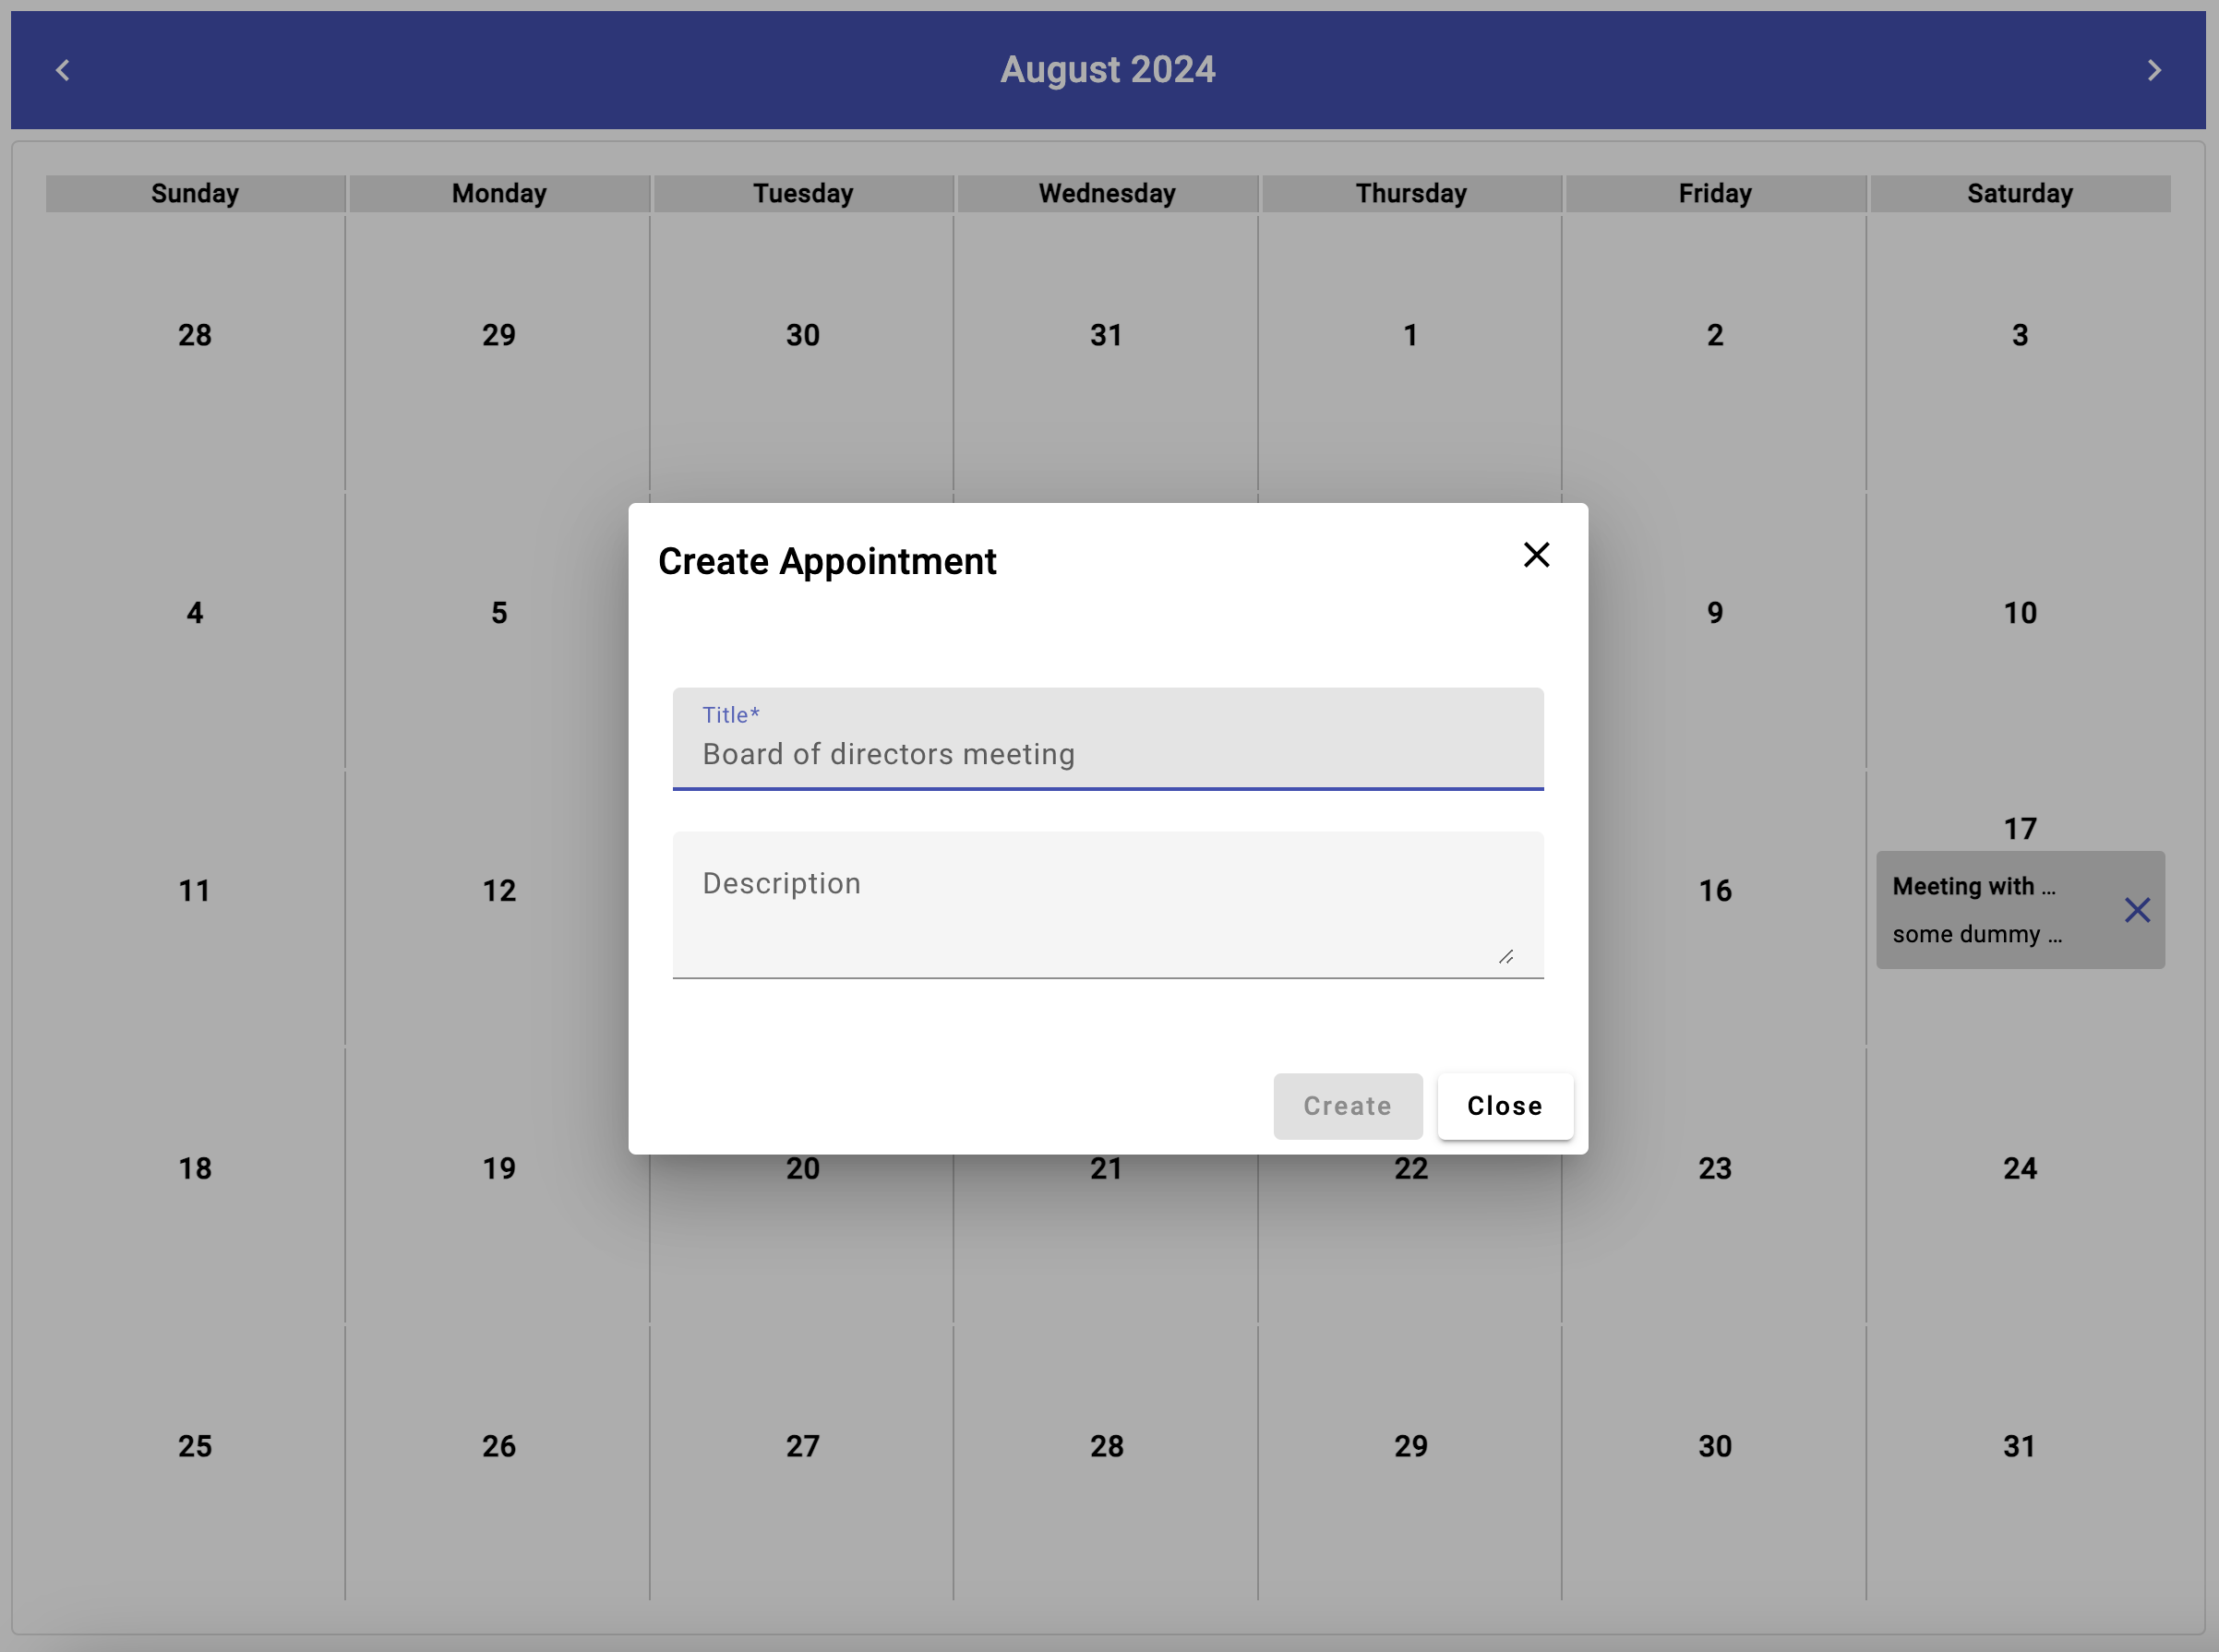 August 2024
Sunday Monday Tuesday Wednesday Thursday Friday Saturday
28 29 30 31 1 2 3
4 5 9 10
11 12 16 17
Meeting with ...
some dummy ...
18 19 20 21 22 23 24
25 26 27 28 29 30 31
Create Appointment
Title*
Board of directors meeting
Description
Create Close